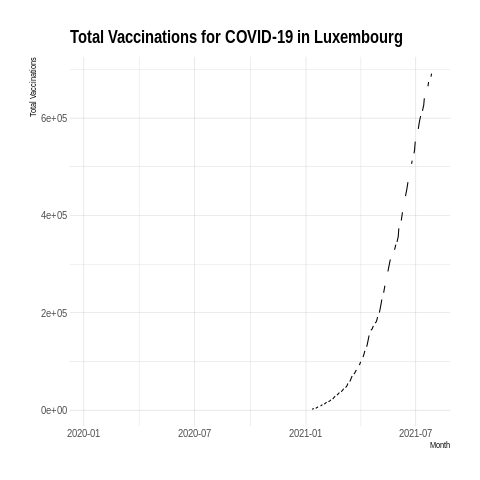 Total Vaccinations for COVID-19 in Luxembourg
Total Vaccinations
6e+05
4e+05
2e+05
0e+00
2020-01 2020-07 2021-01 2021-07
Month